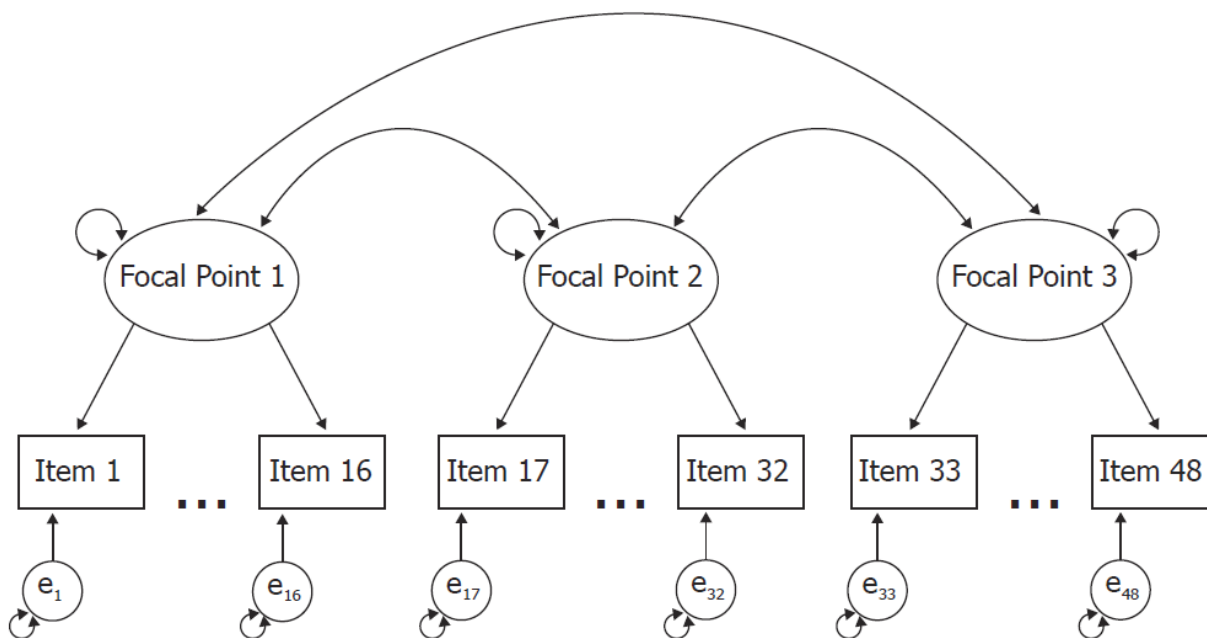 Focal Point 1
Focal Point 2
Focal Point 3
Item 1
...
Item 16
Item 17
...
Item 32
Item 33
...
Item 48
e₁
e₁₆
e₁₇
e₃₂
e₃₃
e₄₈